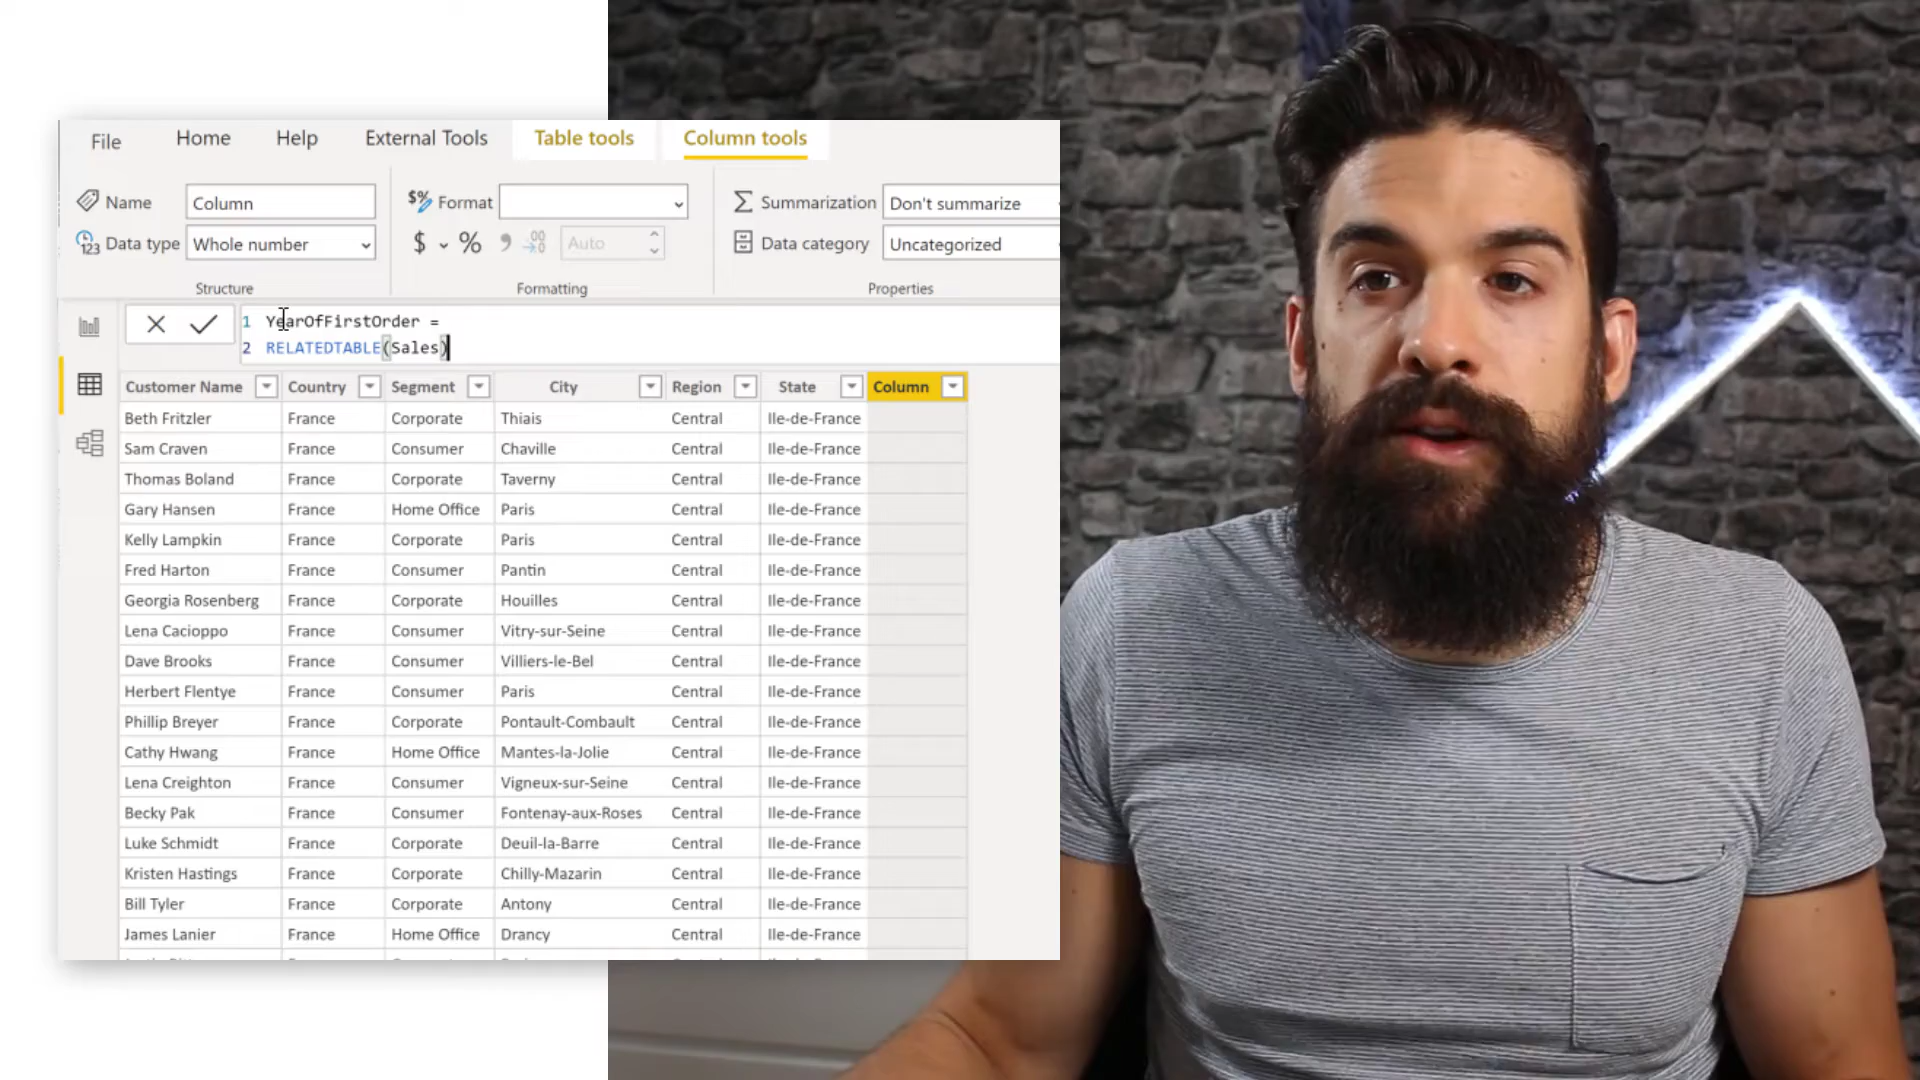 File Home Help External Tools Table tools Column tools
Name Column $% Format Summarization Don't summarize
123 Data type Whole number $ % 9 .00 →.0 Auto Data category Uncategorized
Structure Formatting Properties
1 YearOfFirstOrder =
2 RELATEDTABLE(Sales)
Customer Name Country Segment City Region State Column
Beth Fritzler France Corporate Thiais Central Ile-de-France
Sam Craven France Consumer Chaville Central Ile-de-France
Thomas Boland France Corporate Taverny Central Ile-de-France
Gary Hansen France Home Office Paris Central Ile-de-France
Kelly Lampkin France Corporate Paris Central Ile-de-France
Fred Harton France Consumer Pantin Central Ile-de-France
Georgia Rosenberg France Corporate Houilles Central Ile-de-France
Lena Cacioppo France Consumer Vitry-sur-Seine Central Ile-de-France
Dave Brooks France Consumer Villiers-le-Bel Central Ile-de-France
Herbert Flentye France Consumer Paris Central Ile-de-France
Phillip Breyer France Corporate Pontault-Combault Central Ile-de-France
Cathy Hwang France Home Office Mantes-la-Jolie Central Ile-de-France
Lena Creighton France Consumer Vigneux-sur-Seine Central Ile-de-France
Becky Pak France Consumer Fontenay-aux-Roses Central Ile-de-France
Luke Schmidt France Corporate Deuil-la-Barre Central Ile-de-France
Kristen Hastings France Corporate Chilly-Mazarin Central Ile-de-France
Bill Tyler France Corporate Antony Central Ile-de-France
James Lanier France Home Office Drancy Central Ile-de-France